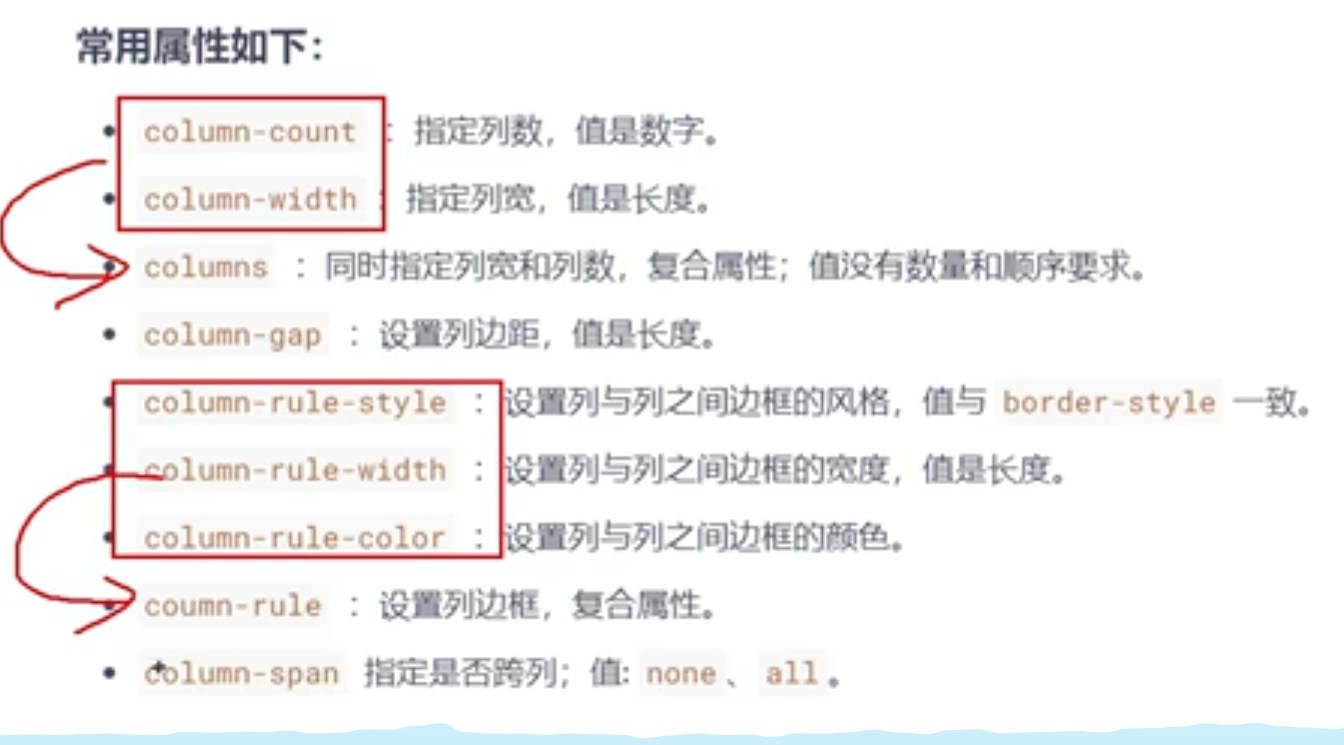 常用属性如下：
column-count ：指定列数，值是数字。
column-width ：指定列宽，值是长度。
columns ：同时指定列宽和列数，复合属性；值没有数量和顺序要求。
column-gap ：设置列边距，值是长度。
column-rule-style ：设置列与列之间边框的风格，值与 border-style 一致。
column-rule-width ：设置列与列之间边框的宽度，值是长度。
column-rule-color ：设置列与列之间边框的颜色。
coumn-rule ：设置列边框，复合属性。
column-span 指定是否跨列；值: none 、 all 。